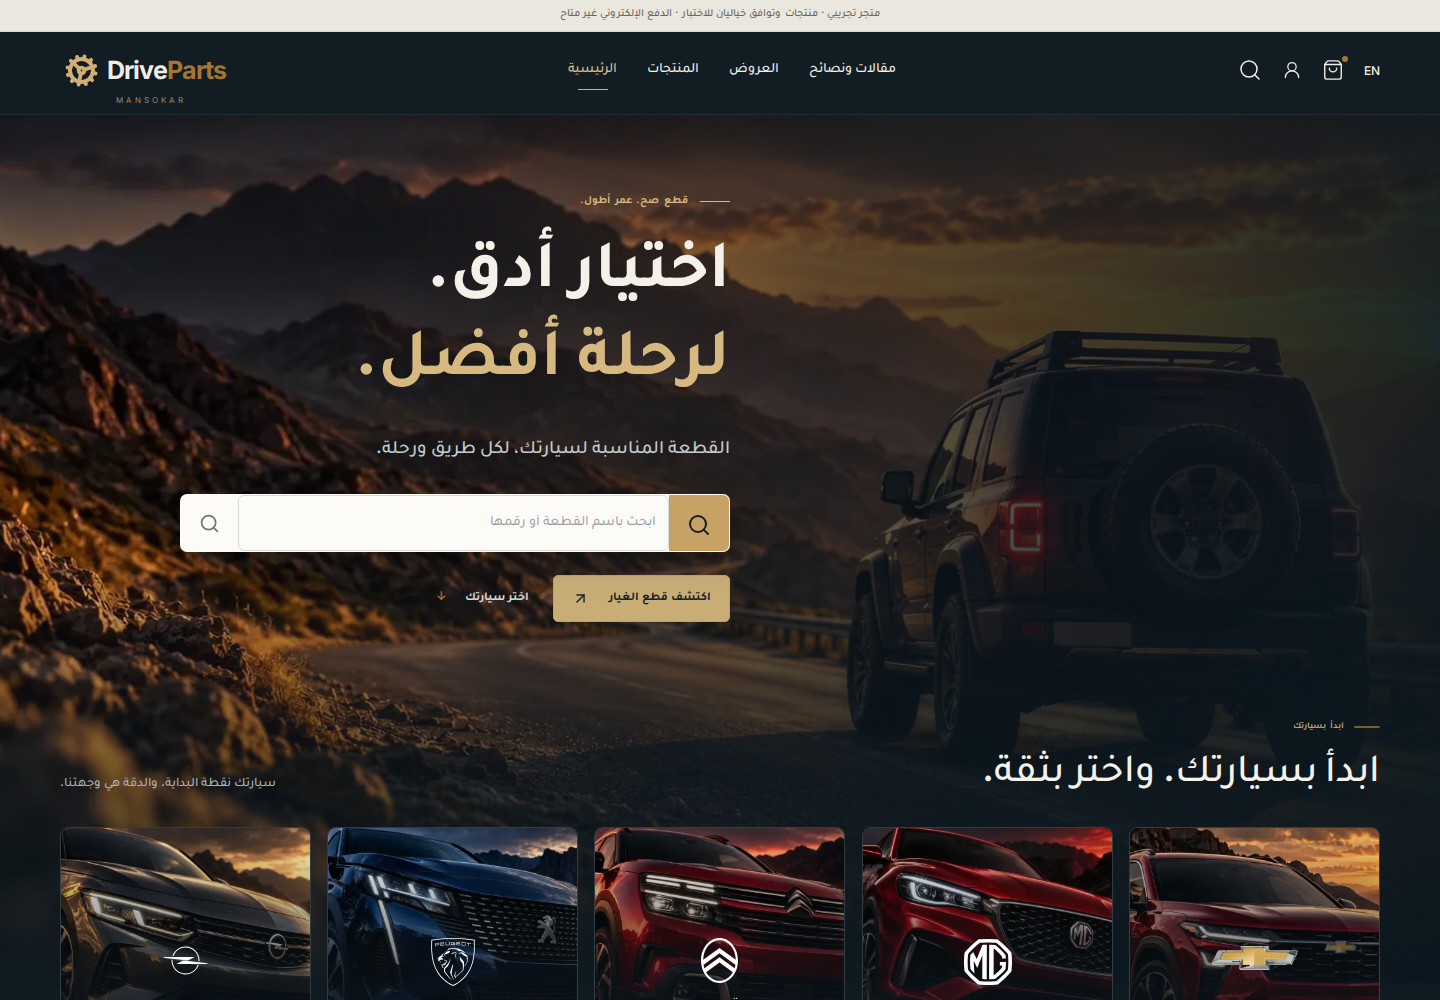 متجر تجريبي · منتجات وتوافق خياليان للاختبار · الدفع الإلكتروني غير متاح
DriveParts
MANSOKAR
الرئيسية
المنتجات
العروض
مقالات ونصائح
EN
قطع صح. عمر أطول.
اختيار أدق.
لرحلة أفضل.
القطعة المناسبة لسيارتك، لكل طريق ورحلة.
ابحث باسم القطعة أو رقمها
اكتشف قطع الغيار
اختر سيارتك
ابدأ بسيارتك
ابدأ بسيارتك. واختر بثقة.
سيارتك نقطة البداية. والدقة هي وجهتنا.
MG
MG
PEUGEOT